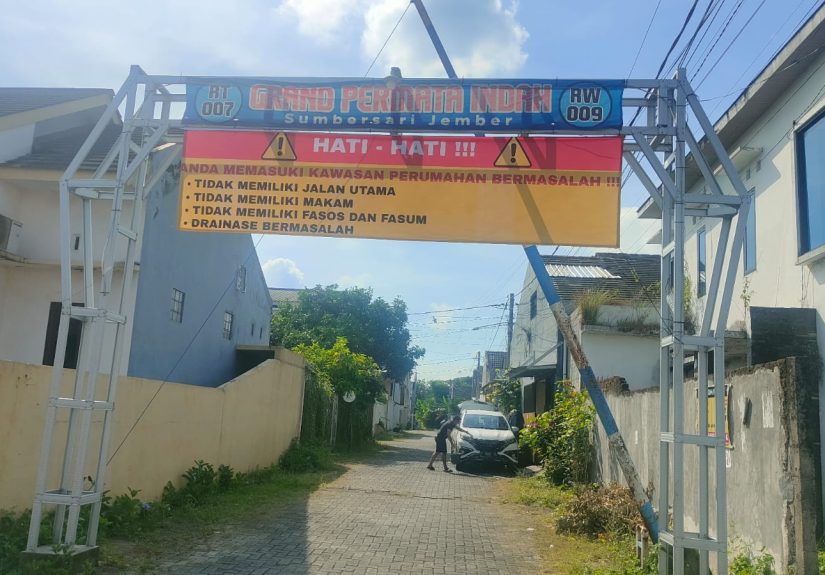 RT 007
GRAND PERMATA INDAH
Sumbersari Jember
RW 009
HATI - HATI !!!
ANDA MEMASUKI KAWASAN PERUMAHAN BERMASALAH !!!
• TIDAK MEMILIKI JALAN UTAMA
• TIDAK MEMILIKI MAKAM
• TIDAK MEMILIKI FASOS DAN FASUM
• DRAINASE BERMASALAH